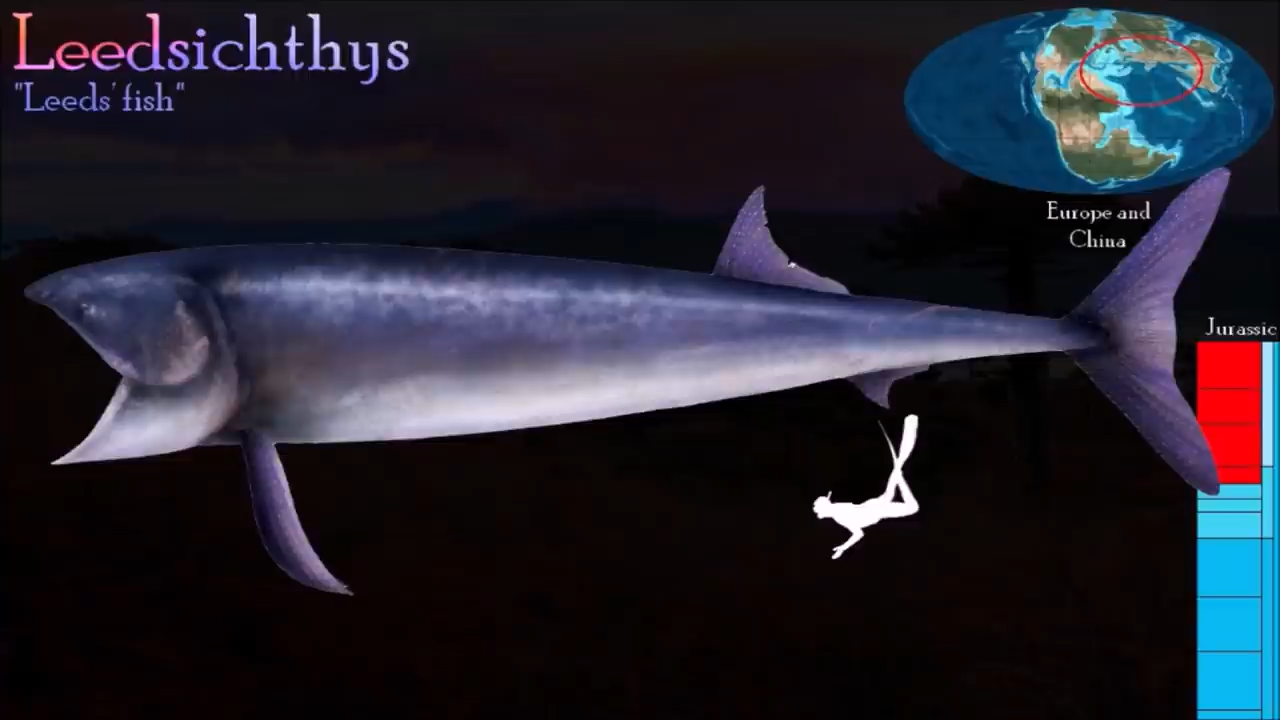 Leedsichthys
"Leeds' fish"
Europe and
China
Jurassic